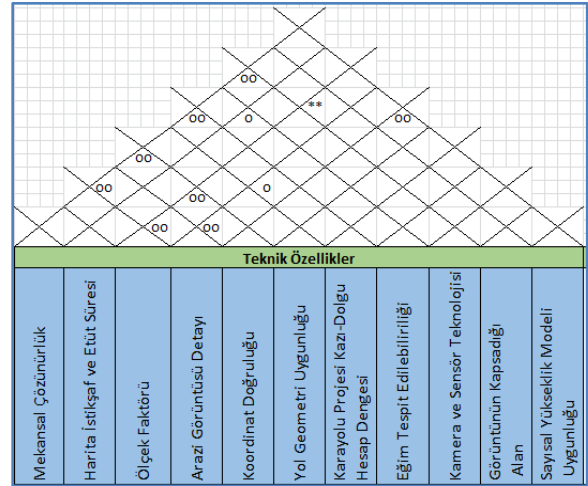 oo
**
oo
o
oo
oo
oo
o
oo
oo
oo
Teknik Özellikler
Mekansal Çözünürlük
Harita İstikşaf ve Etüt Süresi
Ölçek Faktörü
Arazi Görüntüsü Detayı
Koordinat Doğruluğu
Yol Geometri Uygunluğu
Karayolu Projesi Kazı-Dolgu
Hesap Dengesi
Eğim Tespit Edilebiliriliği
Kamera ve Sensör Teknolojisi
Görüntünün Kapsadığı
Alan
Sayısal Yükseklik Modeli
Uygunluğu